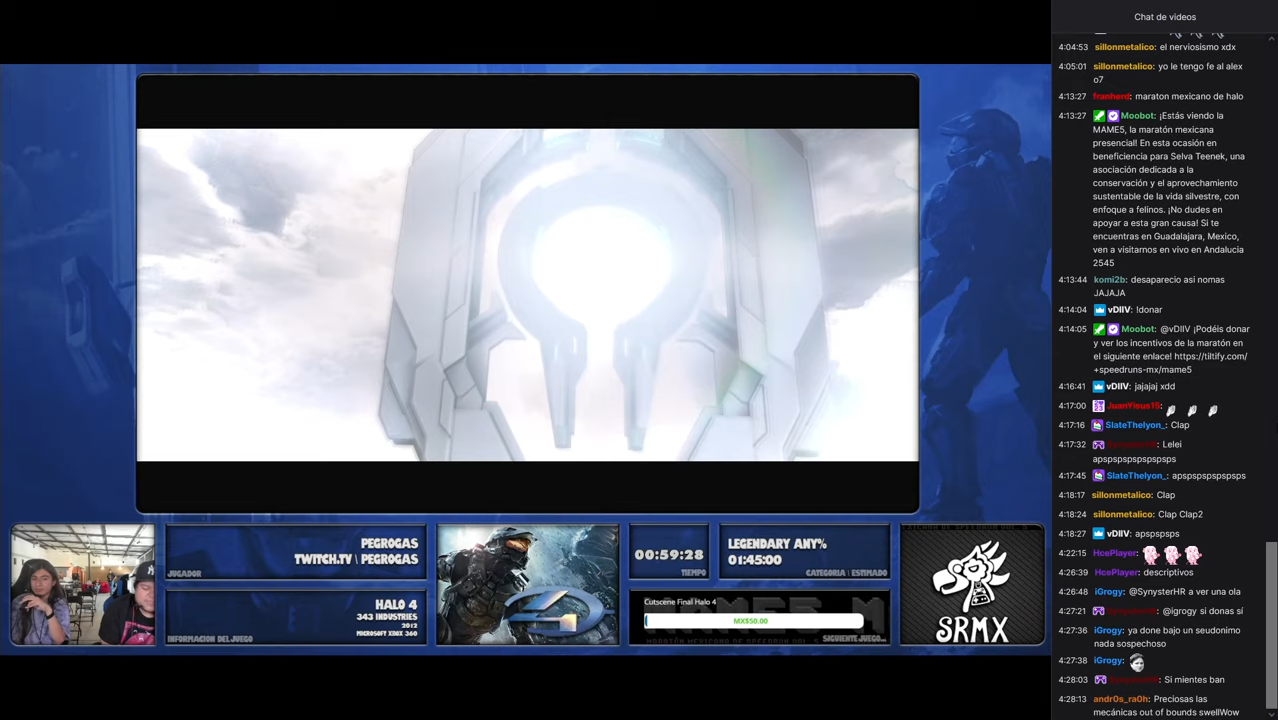 Chat de videos
4:04:53 sillonmetalico: el nerviosismo xdx
4:05:01 sillonmetalico: yo le tengo fe al alex
o7
4:13:27 franherd: maraton mexicano de halo
4:13:27 Moobot: ¡Estás viendo la
MAME5, la maratón mexicana
presencial! En esta ocasión en
beneficiencia para Selva Teenek, una
asociación dedicada a la
conservación y el aprovechamiento
sustentable de la vida silvestre, con
enfoque a felinos. ¡No dudes en
apoyar a esta gran causa! Si te
encuentras en Guadalajara, Mexico,
ven a visitarnos en vivo en Andalucia
2545
4:13:44 komi2b: desaparecio asi nomas
JAJAJA
4:14:04 vDIIV: !donar
4:14:05 Moobot: @vDIIV ¡Podéis donar
y ver los incentivos de la maratón en
el siguiente enlace! https://tiltify.com/
+speedruns-mx/mame5
4:16:41 vDIIV: jajajaj xdd
4:17:00 JuanYisus15:
4:17:16 SlateThelyon_: Clap
4:17:32 SynysterHR: Lelei
apspspspspspspsps
4:17:45 SlateThelyon_: apspspspspspsps
4:18:17 sillonmetalico: Clap
4:18:24 sillonmetalico: Clap Clap2
4:18:27 vDIIV: apspspsps
4:22:15 HcePlayer:
4:26:39 HcePlayer: descriptivos
4:26:48 iGrogy: @SynysterHR a ver una ola
4:27:21 SynysterHR: @igrogy si donas sí
4:27:36 iGrogy: ya done bajo un seudonimo
nada sospechoso
4:27:38 iGrogy:
4:28:03 SynysterHR: Si mientes ban
4:28:13 andr0s_ra0h: Preciosas las
mecánicas out of bounds swellWow
PEGROGAS
TWITCH.TV \ PEGROGAS
JUGADOR
HALO 4
343 INDUSTRIES
2012
MICROSOFT XBOX 360
INFORMACION DEL JUEGO
4
00:59:28
TIEMPO
LEGENDARY ANY%
01:45:00
CATEGORIA | ESTIMADO
Cutscene Final Halo 4
MX$50.00
SIGUIENTE JUEGO...
SRMX